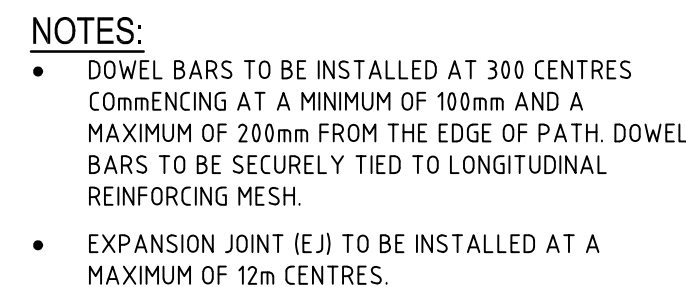 NOTES:
• DOWEL BARS TO BE INSTALLED AT 300 CENTRES
COmmENCING AT A MINIMUM OF 100mm AND A
MAXIMUM OF 200mm FROM THE EDGE OF PATH. DOWEL
BARS TO BE SECURELY TIED TO LONGITUDINAL
REINFORCING MESH.
• EXPANSION JOINT (EJ) TO BE INSTALLED AT A
MAXIMUM OF 12m CENTRES.